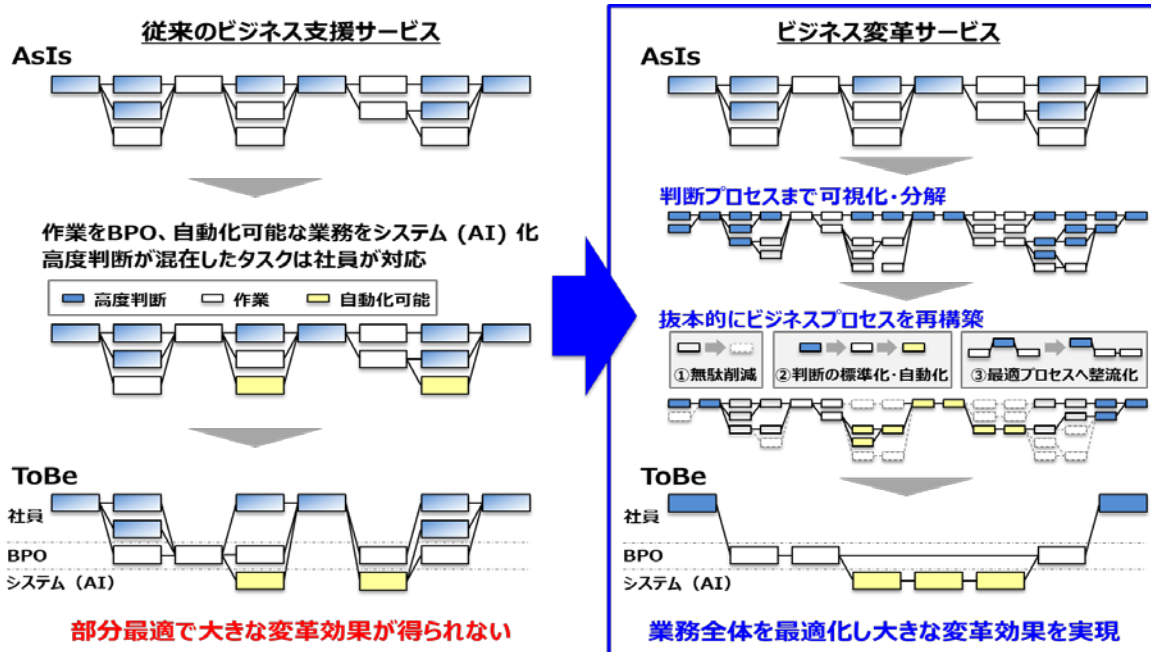 従来のビジネス支援サービス
AsIs
作業をBPO、自動化可能な業務をシステム (AI) 化
高度判断が混在したタスクは社員が対応
高度判断
作業
自動化可能
ToBe
社員
BPO
システム（AI）
部分最適で大きな変革効果が得られない
ビジネス変革サービス
AsIs
判断プロセスまで可視化・分解
抜本的にビジネスプロセスを再構築
①無駄削減
②判断の標準化・自動化
③最適プロセスへ整流化
ToBe
社員
BPO
システム（AI）
業務全体を最適化し大きな変革効果を実現